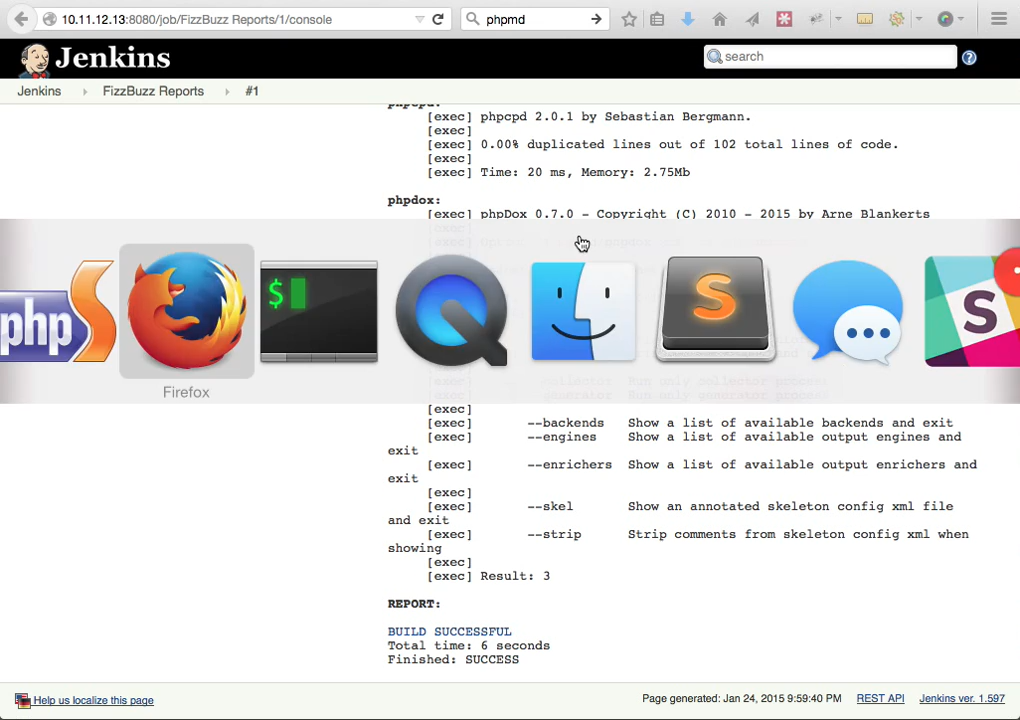 10.11.12.13:8080/job/FizzBuzz Reports/1/console
phpmd
Jenkins
search
Jenkins
FizzBuzz Reports
#1
phpcpd:
[exec] phpcpd 2.0.1 by Sebastian Bergmann.
[exec]
[exec] 0.00% duplicated lines out of 102 total lines of code.
[exec]
[exec] Time: 20 ms, Memory: 2.75Mb
phpdox:
[exec] phpDox 0.7.0 - Copyright (C) 2010 - 2015 by Arne Blankerts
php S
$
S
S
Firefox
[exec]
[exec] --backends Show a list of available backends and exit
[exec] --engines Show a list of available output engines and
exit
[exec] --enrichers Show a list of available output enrichers and
exit
[exec]
[exec] --skel Show an annotated skeleton config xml file
and exit
[exec] --strip Strip comments from skeleton config xml when
showing
[exec]
[exec] Result: 3
REPORT:
BUILD SUCCESSFUL
Total time: 6 seconds
Finished: SUCCESS
Help us localize this page
Page generated: Jan 24, 2015 9:59:40 PM
REST API
Jenkins ver. 1.597